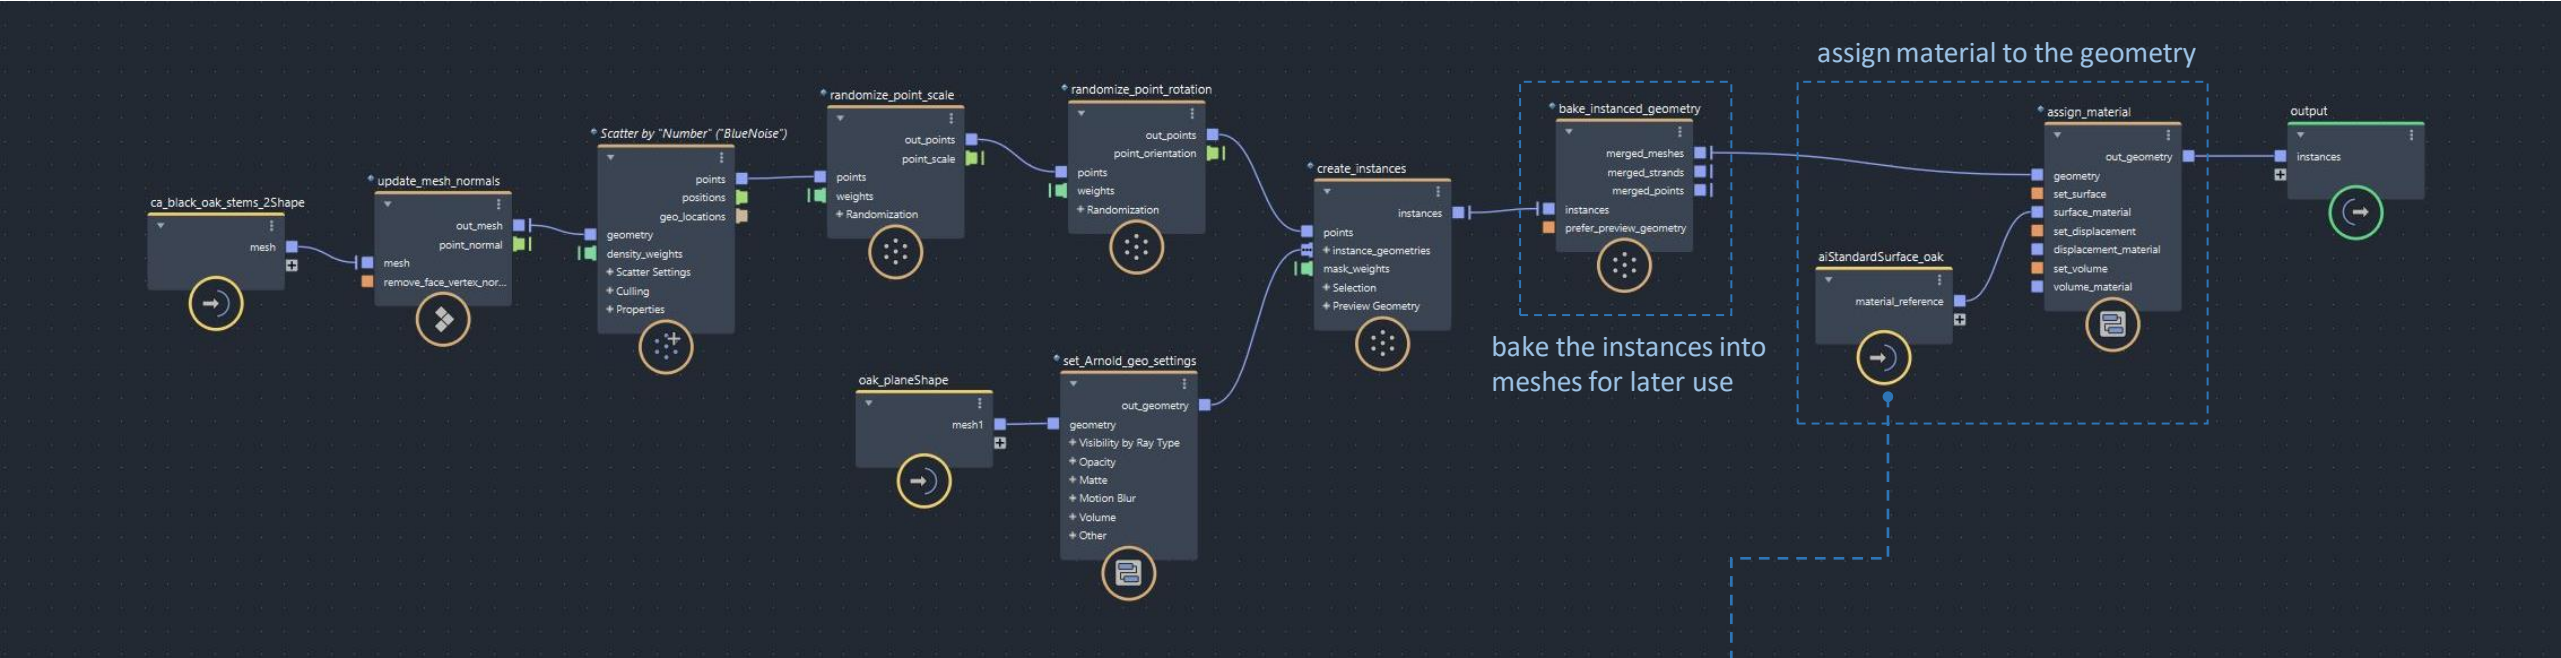 assign material to the geometry
ca_black_oak_stems_2Shape
mesh
update_mesh_normals
out_mesh
point_normal
mesh
remove_face_vertex_nor...
Scatter by "Number" ("BlueNoise")
points
positions
geo_locations
geometry
density_weights
Scatter Settings
Culling
Properties
randomize_point_scale
out_points
point_scale
points
weights
Randomization
randomize_point_rotation
out_points
point_orientation
points
weights
Randomization
oak_planeShape
mesh1
set_Arnold_geo_settings
out_geometry
geometry
Visibility by Ray Type
Opacity
Matte
Motion Blur
Volume
Other
create_instances
instances
points
instance_geometries
mask_weights
Selection
Preview Geometry
bake_instanced_geometry
merged_meshes
merged_strands
merged_points
instances
prefer_preview_geometry
bake the instances into
meshes for later use
aiStandardSurface_oak
material_reference
assign_material
out_geometry
geometry
set_surface
surface_material
set_displacement
displacement_material
set_volume
volume_material
output
instances